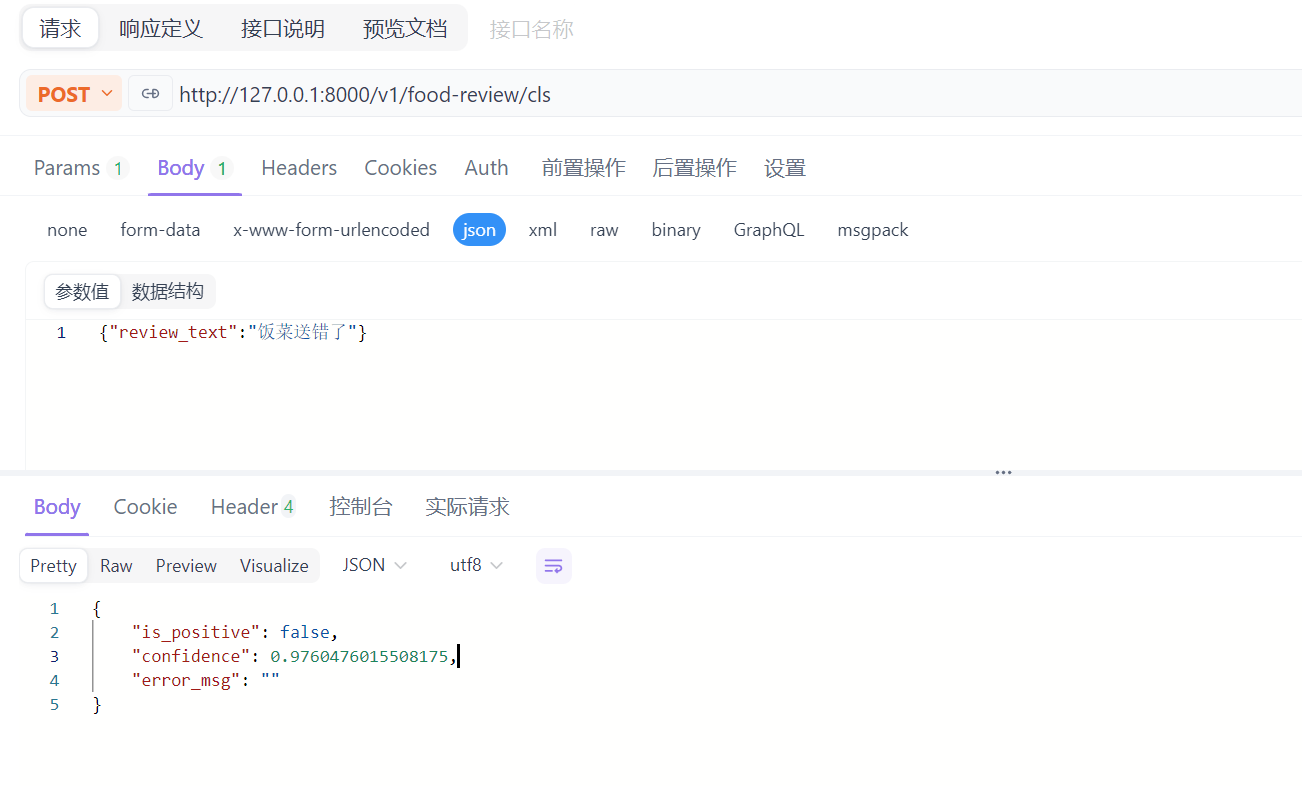 请求 响应定义 接口说明 预览文档 接口名称
POST http://127.0.0.1:8000/v1/food-review/cls
Params 1 Body 1 Headers Cookies Auth 前置操作 后置操作 设置
none form-data x-www-form-urlencoded json xml raw binary GraphQL msgpack
参数值 数据结构
1 {"review_text":"饭菜送错了"}
Body Cookie Header 4 控制台 实际请求
Pretty Raw Preview Visualize JSON utf8
1 {
2 "is_positive": false,
3 "confidence": 0.9760476015508175,
4 "error_msg": ""
5 }